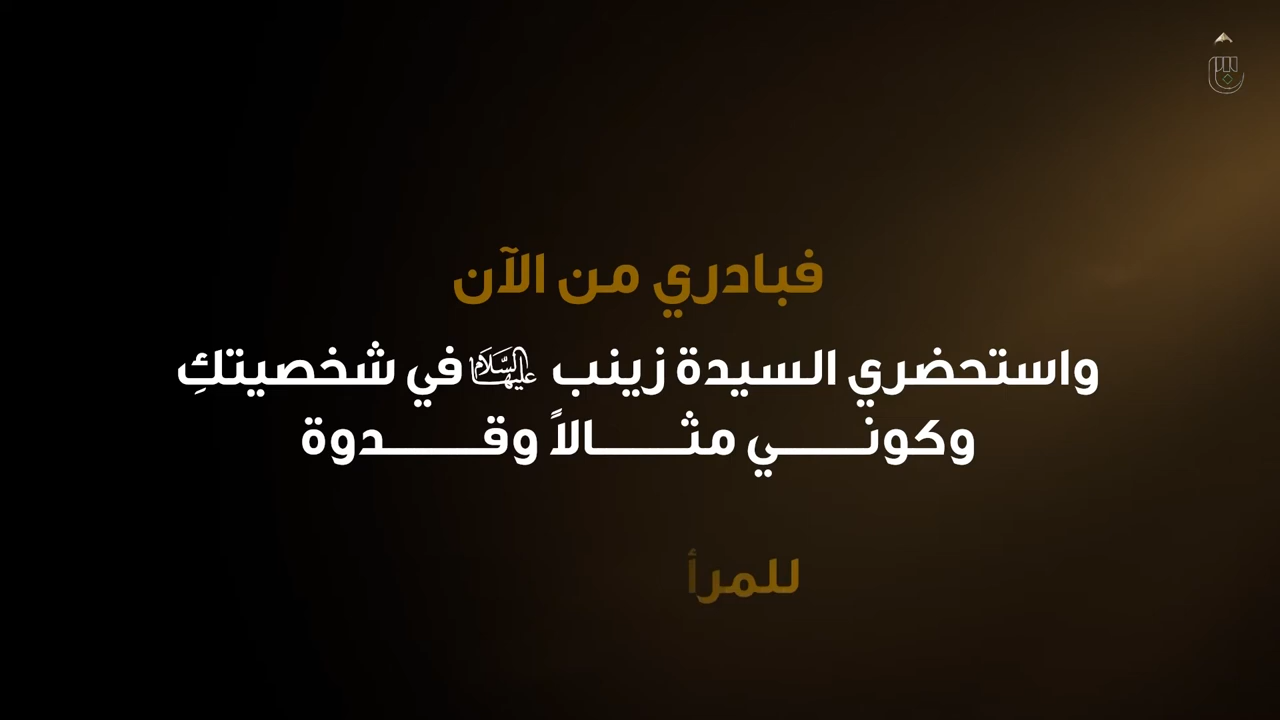 فبادري من الآن
واستحضري السيدة زينب عليها السلام في شخصيتكِ
وكونـــــي مثـــــالاً وقـــــدوة
للمرأ